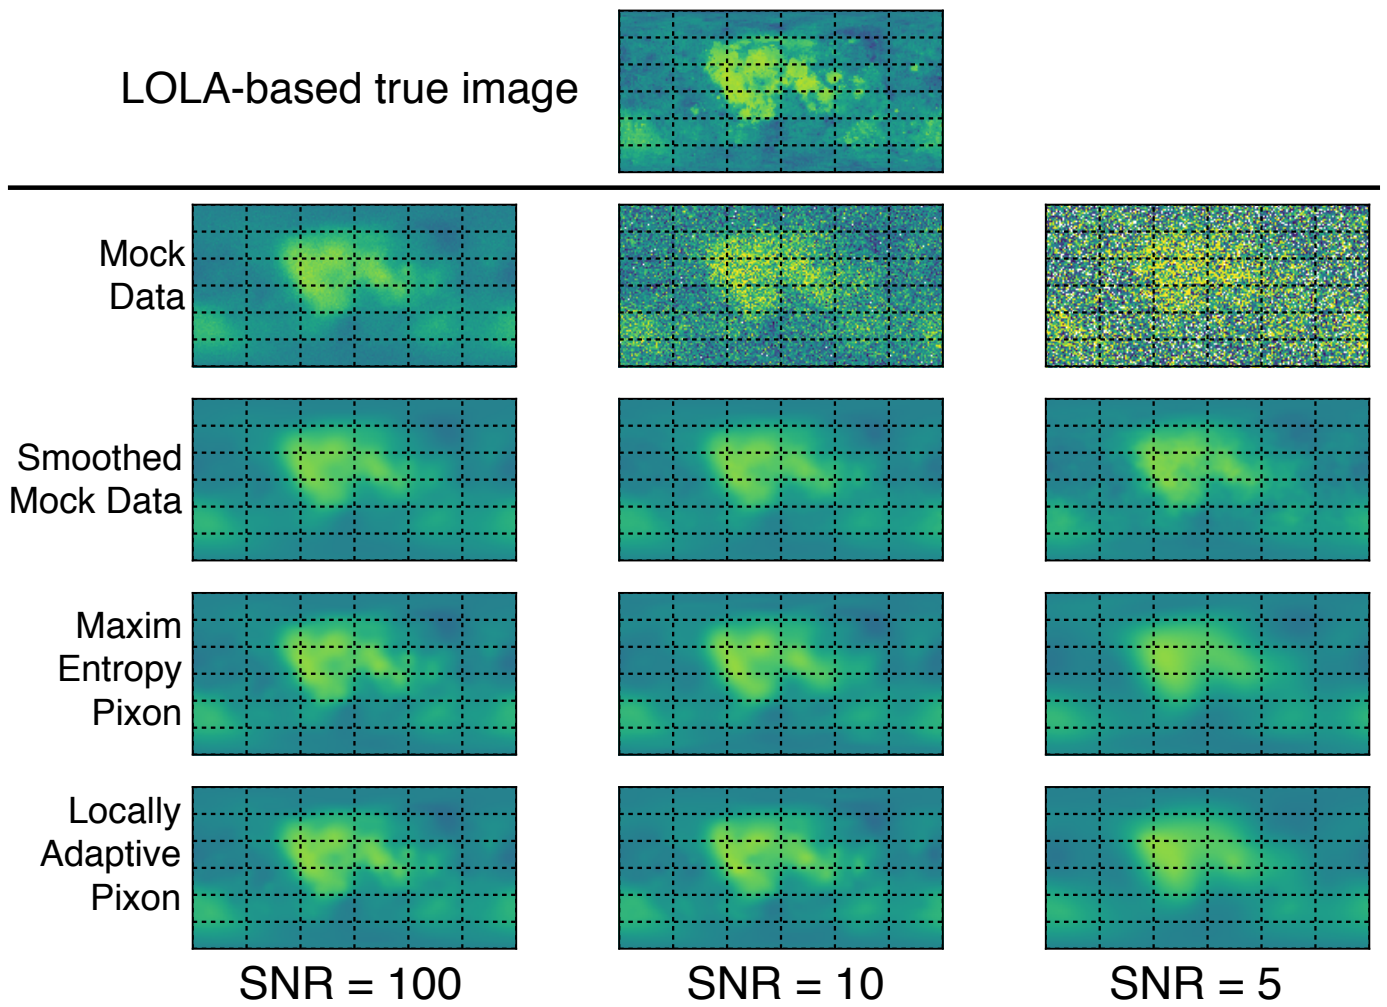 LOLA-based true image
Mock
Data
Smoothed
Mock Data
Maxim
Entropy
Pixon
Locally
Adaptive
Pixon
SNR = 100
SNR = 10
SNR = 5